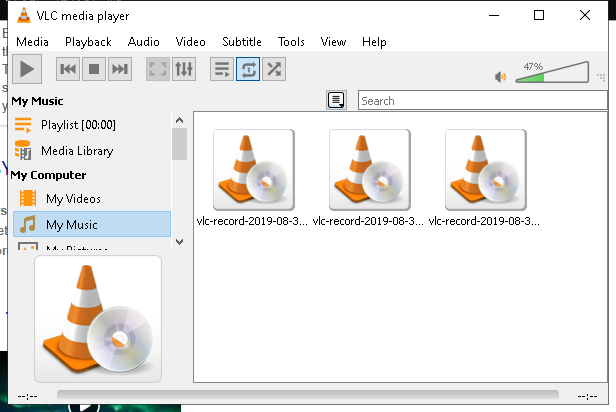 VLC media player
Media Playback Audio Video Subtitle Tools View Help
47%
My Music
Search
Playlist [00:00]
Media Library
My Computer
My Videos
My Music
vlc-record-2019-08-3... vlc-record-2019-08-3... vlc-record-2019-08-3...
--:-- --:--